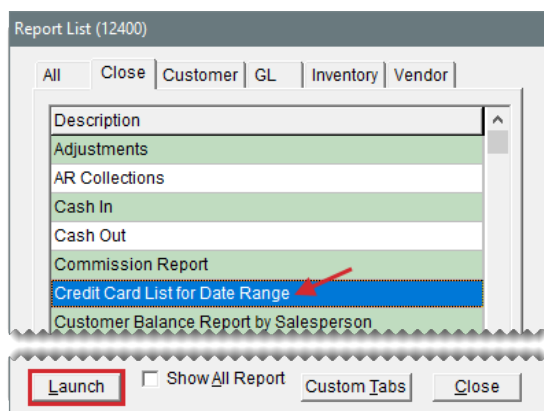 Report List (12400)
All Close Customer GL Inventory Vendor
Description
Adjustments
AR Collections
Cash In
Cash Out
Commission Report
Credit Card List for Date Range
Customer Balance Report by Salesperson
Launch Show All Report Custom Tabs Close